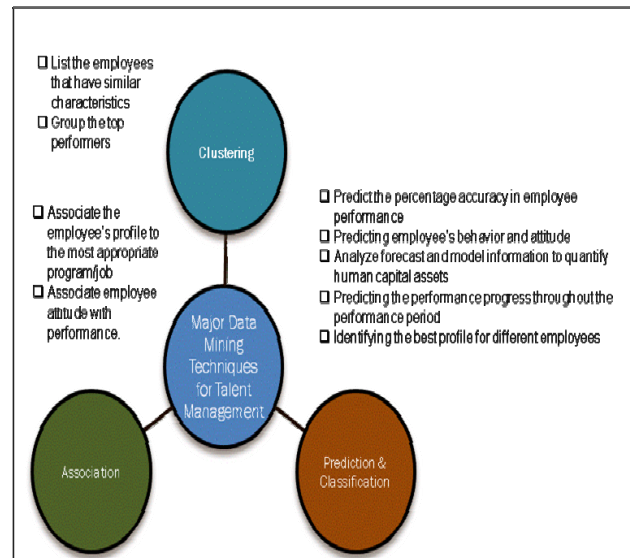 ❑ List the employees
that have similar
characteristics
❑ Group the top
performers
Clustering
❑ Associate the
employee's profile to
the most appropriate
program/job
❑ Associate employee
attitude with
performance.
❑ Predict the percentage accuracy in employee
performance
❑ Predicting employee's behavior and attitude
❑ Analyze forecast and model information to quantify
human capital assets
❑ Predicting the performance progress throughout the
performance period
❑ Identifying the best profile for different employees
Major Data
Mining
Techniques
for Talent
Management
Association
Prediction &
Classification